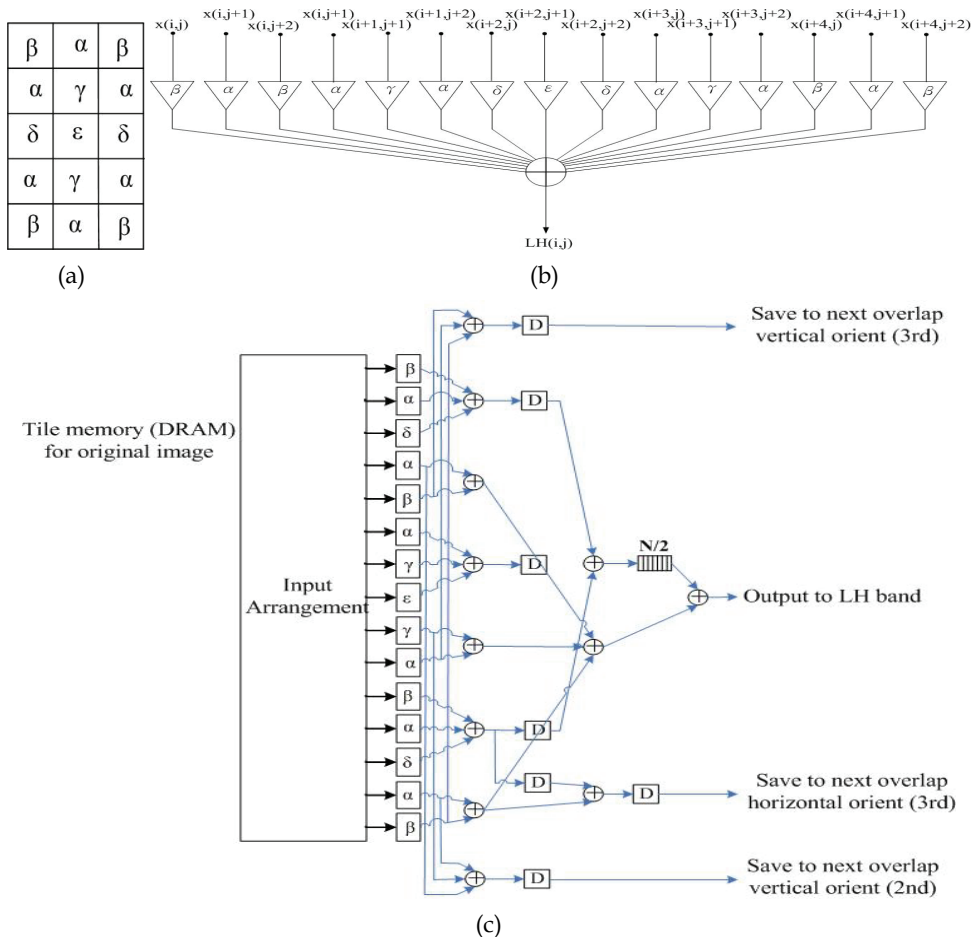 β α β
α γ α
δ ε δ
α γ α
β α β
(a)
x(i,j) x(i,j+1) x(i,j+2) x(i,j+1) x(i+1,j+1) x(i+1,j+2) x(i+2,j) x(i+2,j+1) x(i+2,j+2) x(i+3,j) x(i+3,j+1) x(i+3,j+2) x(i+4,j) x(i+4,j+1) x(i+4,j+2)
β α β α γ α δ ε δ α γ α β α β
LH(i,j)
(b)
Tile memory (DRAM)
for original image
Input
Arrangement
β
α
δ
α
β
α
γ
ε
γ
α
β
α
δ
α
β
D
Save to next overlap
vertical orient (3rd)
D
D
N/2
Output to LH band
D
D
D
Save to next overlap
horizontal orient (3rd)
D
Save to next overlap
vertical orient (2nd)
(c)